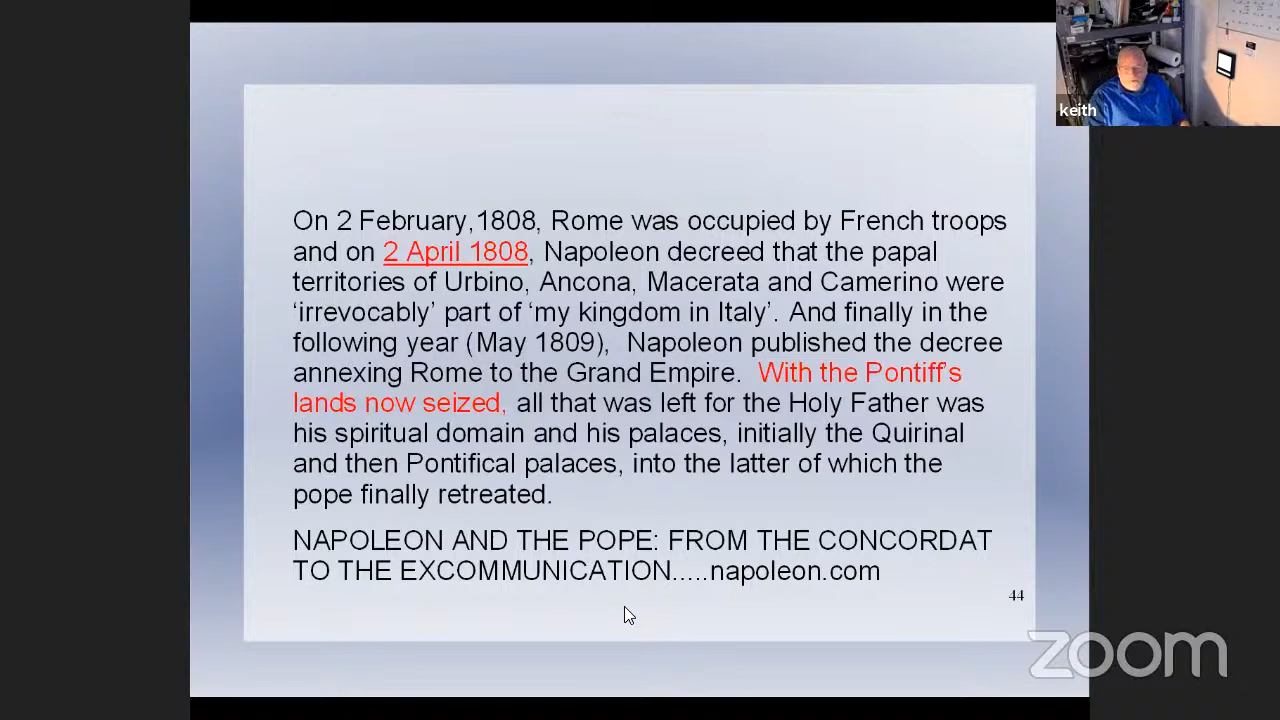 keith
On 2 February,1808, Rome was occupied by French troops
and on 2 April 1808, Napoleon decreed that the papal
territories of Urbino, Ancona, Macerata and Camerino were
‘irrevocably’ part of ‘my kingdom in Italy’. And finally in the
following year (May 1809),  Napoleon published the decree
annexing Rome to the Grand Empire.  With the Pontiff's
lands now seized, all that was left for the Holy Father was
his spiritual domain and his palaces, initially the Quirinal
and then Pontifical palaces, into the latter of which the
pope finally retreated.
NAPOLEON AND THE POPE: FROM THE CONCORDAT
TO THE EXCOMMUNICATION.....napoleon.com
44
zoom